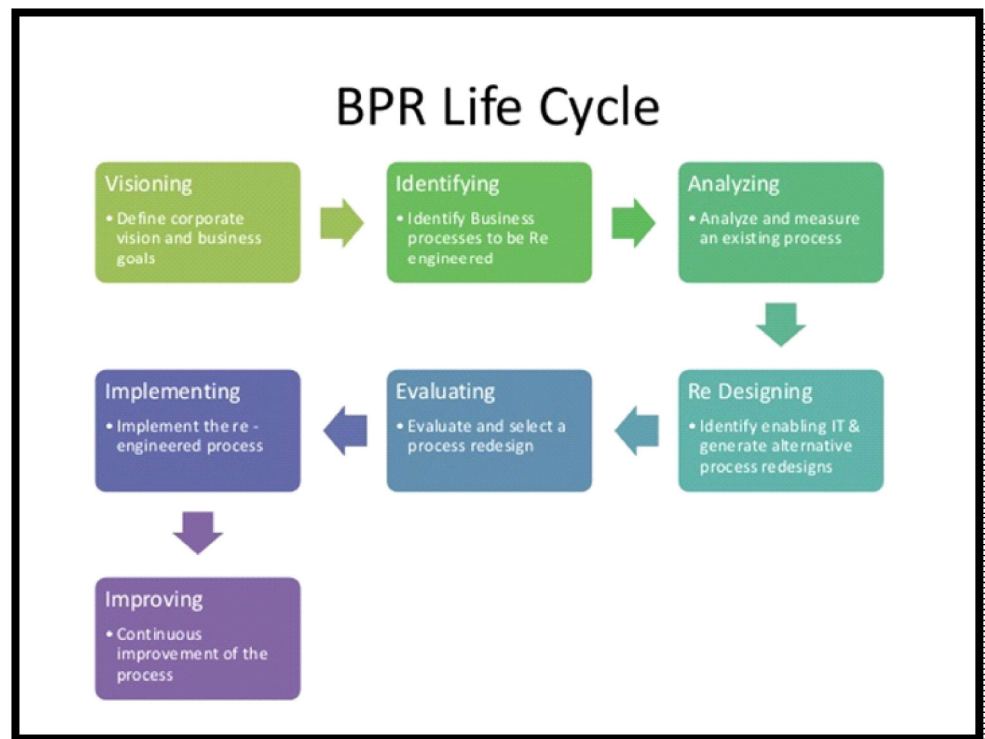 BPR Life Cycle
Visioning
• Define corporate
vision and business
goals
Identifying
• Identify Business
processes to be Re
engineered
Analyzing
• Analyze and measure
an existing process
Re Designing
• Identify enabling IT &
generate alternative
process redesigns
Evaluating
• Evaluate and select a
process redesign
Implementing
• Implement the re -
engineered process
Improving
• Continuous
improvement of the
process